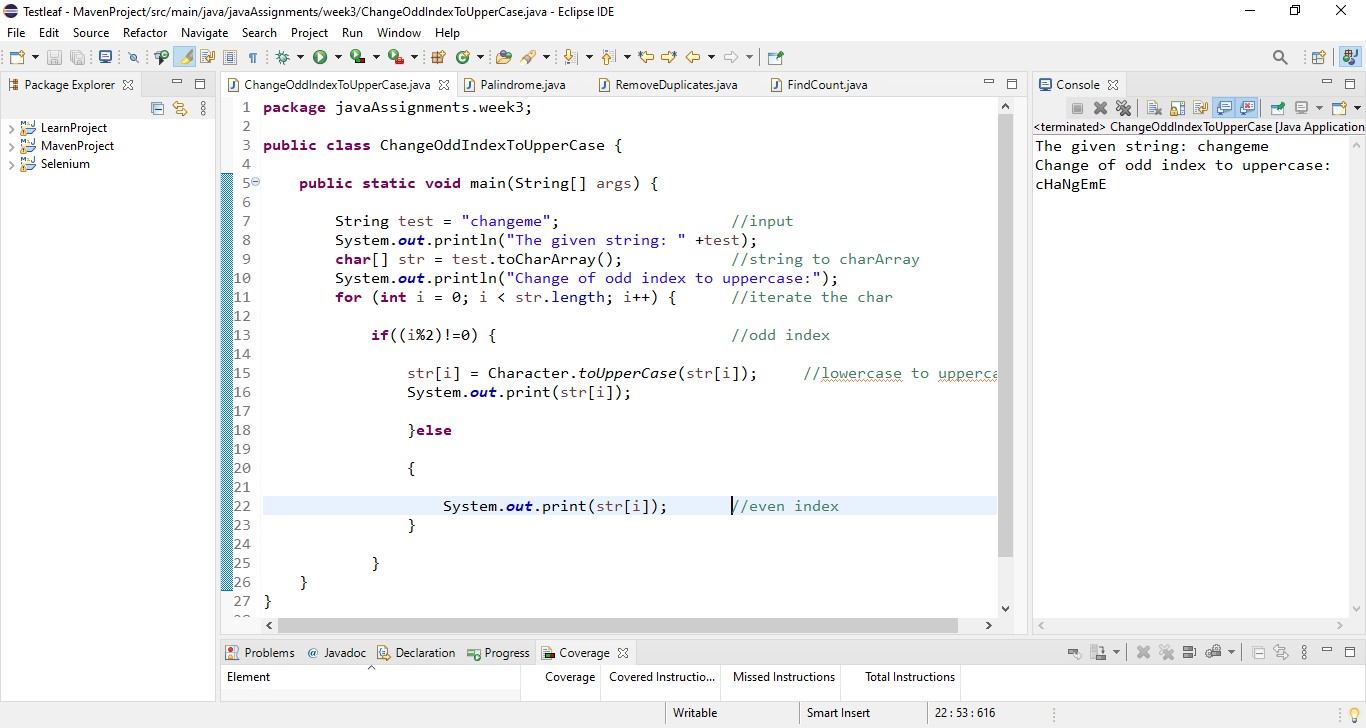 Testleaf - MavenProject/src/main/java/javaAssignments/week3/ChangeOddIndexToUpperCase.java - Eclipse IDE
File Edit Source Refactor Navigate Search Project Run Window Help
Package Explorer
LearnProject
MavenProject
Selenium
ChangeOddIndexToUpperCase.java Palindrome.java RemoveDuplicates.java FindCount.java
1 package javaAssignments.week3;
2
3 public class ChangeOddIndexToUpperCase {
4
5 public static void main(String[] args) {
6
7 String test = "changeme"; //input
8 System.out.println("The given string: " +test);
9 char[] str = test.toCharArray(); //string to charArray
10 System.out.println("Change of odd index to uppercase:");
11 for (int i = 0; i < str.length; i++) { //iterate the char
12
13 if((i%2)!=0) { //odd index
14
15 str[i] = Character.toUpperCase(str[i]); //lowercase to upperca
16 System.out.print(str[i]);
17
18 }else
19
20 {
21
22 System.out.print(str[i]); //even index
23 }
24
25 }
26 }
27 }
Console
<terminated> ChangeOddIndexToUpperCase [Java Application
The given string: changeme
Change of odd index to uppercase:
cHaNgEmE
Problems @ Javadoc Declaration Progress Coverage
Element Coverage Covered Instructio... Missed Instructions Total Instructions
Writable Smart Insert 22 : 53 : 616